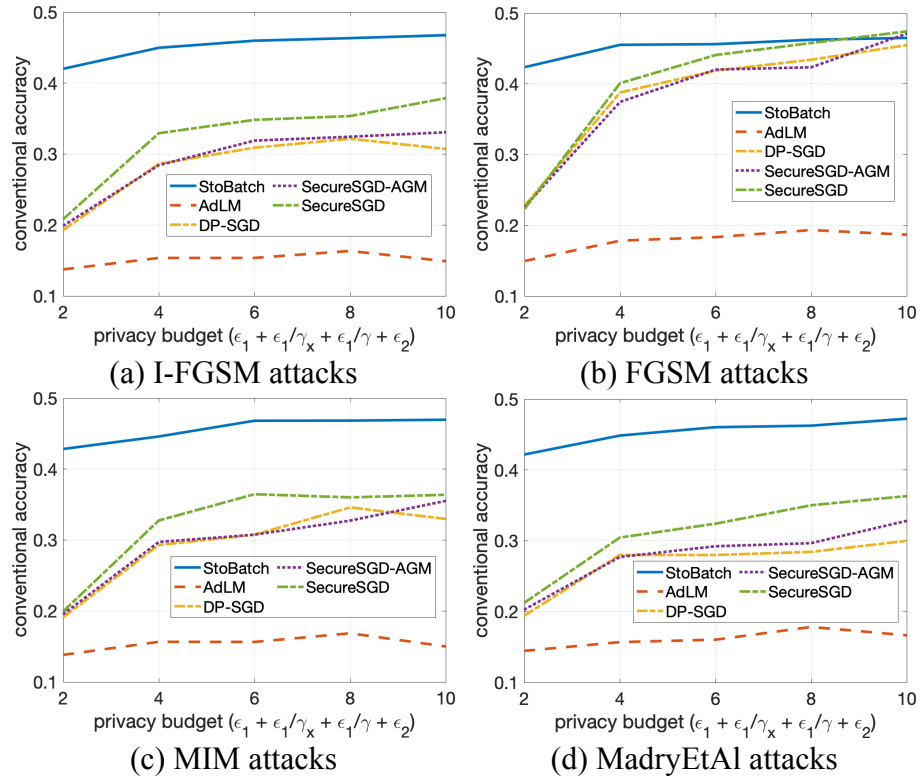 0.5
0.4
0.3
0.2
0.1
conventional accuracy
StoBatch
AdLM
DP-SGD
SecureSGD-AGM
SecureSGD
2 4 6 8 10
privacy budget (ϵ₁ + ϵ₁/γₓ + ϵ₁/γ + ϵ₂)
(a) I-FGSM attacks
0.5
0.4
0.3
0.2
0.1
conventional accuracy
StoBatch
AdLM
DP-SGD
SecureSGD-AGM
SecureSGD
2 4 6 8 10
privacy budget (ϵ₁ + ϵ₁/γₓ + ϵ₁/γ + ϵ₂)
(b) FGSM attacks
0.5
0.4
0.3
0.2
0.1
conventional accuracy
StoBatch
AdLM
DP-SGD
SecureSGD-AGM
SecureSGD
2 4 6 8 10
privacy budget (ϵ₁ + ϵ₁/γₓ + ϵ₁/γ + ϵ₂)
(c) MIM attacks
0.5
0.4
0.3
0.2
0.1
conventional accuracy
StoBatch
AdLM
DP-SGD
SecureSGD-AGM
SecureSGD
2 4 6 8 10
privacy budget (ϵ₁ + ϵ₁/γₓ + ϵ₁/γ + ϵ₂)
(d) MadryEtAl attacks